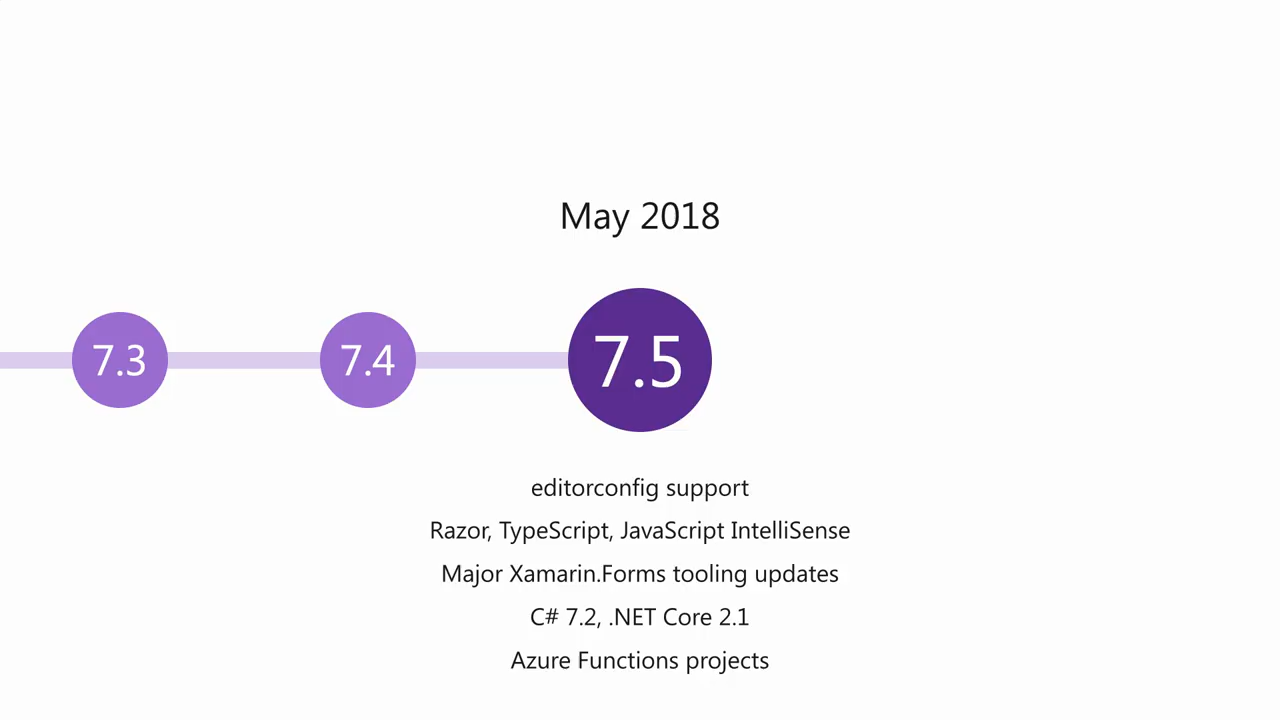 May 2018
7.3
7.4
7.5
editorconfig support
Razor, TypeScript, JavaScript IntelliSense
Major Xamarin.Forms tooling updates
C# 7.2, .NET Core 2.1
Azure Functions projects